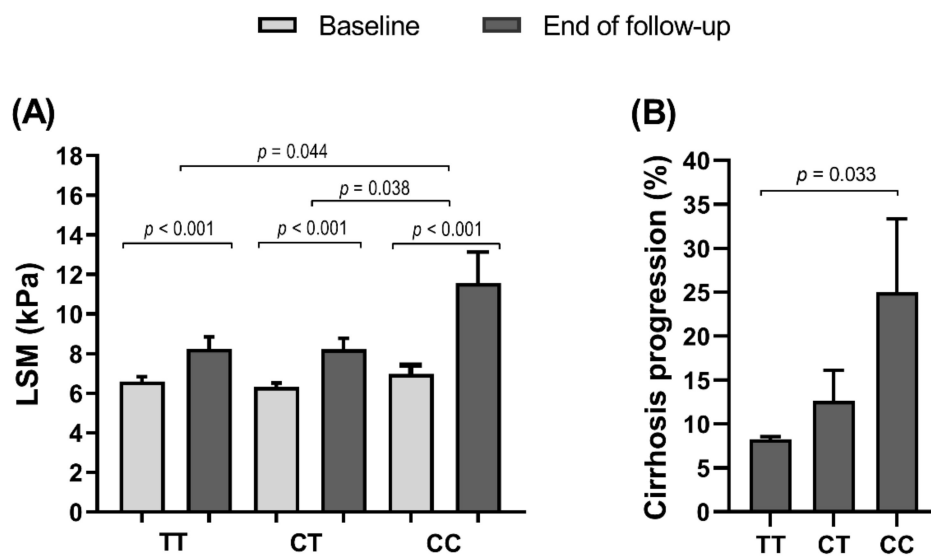 Baseline End of follow-up
(A)
LSM (kPa)
18
16
14
12
10
8
6
4
2
0
p = 0.044
p = 0.038
p < 0.001 p < 0.001 p < 0.001
TT CT CC
(B)
Cirrhosis progression (%)
40
35
30
25
20
15
10
5
0
p = 0.033
TT CT CC